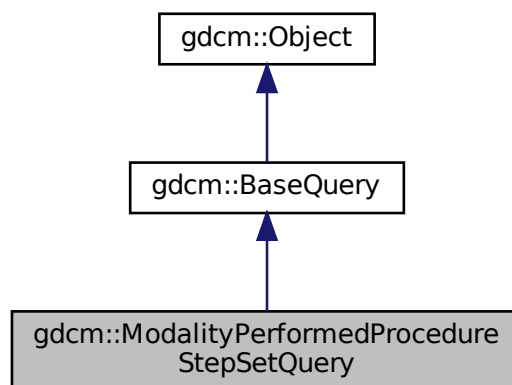 gdcm::Object
gdcm::BaseQuery
gdcm::ModalityPerformedProcedure
StepSetQuery